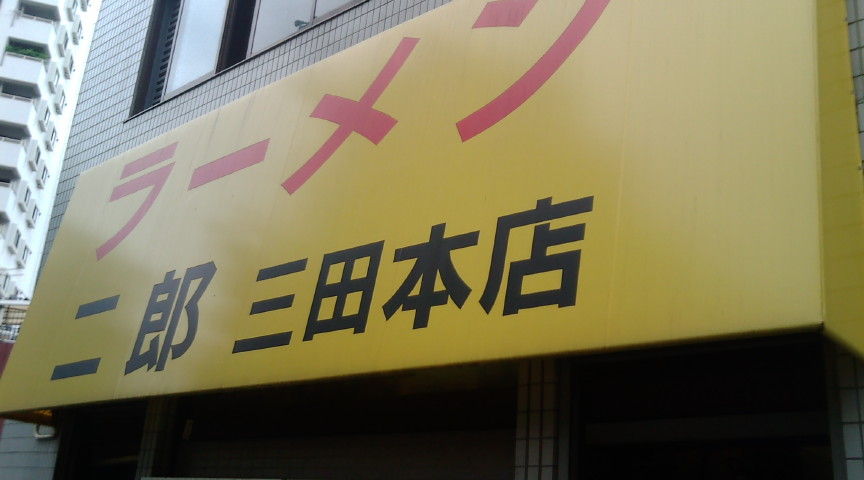 ラーメン
二郎 三田本店